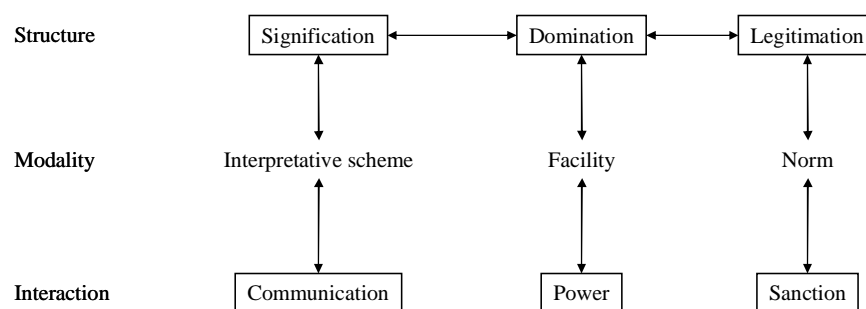 Structure Signification Domination Legitimation
Modality Interpretative scheme Facility Norm
Interaction Communication Power Sanction